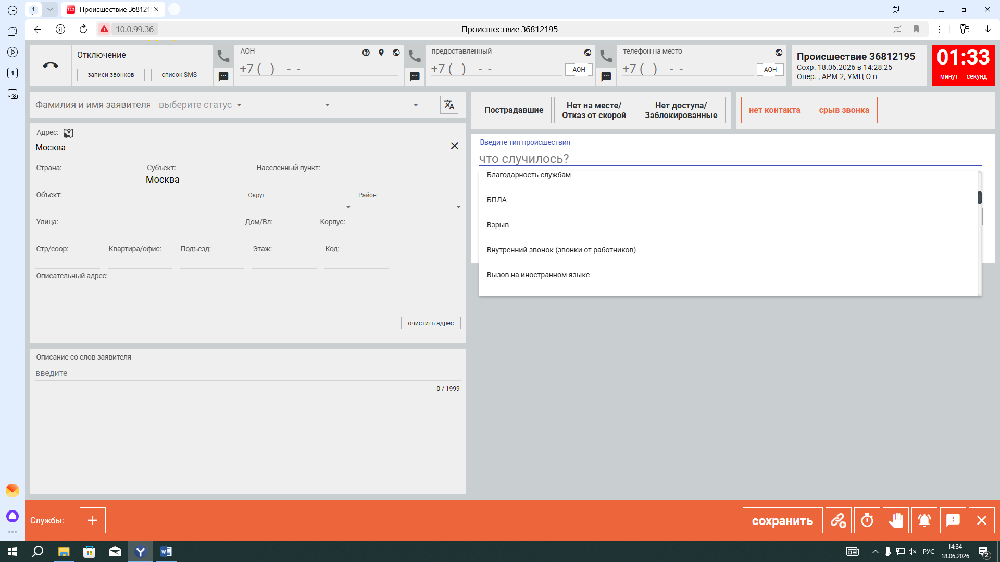 1
112 Происшествие 368121
10.0.99.36
Происшествие 36812195
Отключение
записи звонков
список SMS
АОН
+7 ( ) - -
предоставленный
+7 ( ) - -
АОН
телефон на место
+7 ( ) - -
АОН
Происшествие 36812195
Сохр. 18.06.2026 в 14:28:25
Опер. , АРМ 2, УМЦ О п
01:33
минут секунд
Фамилия и имя заявителя
выберите статус
Пострадавшие
Нет на месте/
Отказ от скорой
Нет доступа/
Заблокированные
нет контакта
срыв звонка
Адрес:
Москва
Страна:
Субъект:
Москва
Населенный пункт:
Объект:
Округ:
Район:
Улица:
Дом/Вл:
Корпус:
Стр/соор:
Квартира/офис:
Подъезд:
Этаж:
Код:
Описательный адрес:
очистить адрес
Введите тип происшествия
что случилось?
Благодарность службам
БПЛА
Взрыв
Внутренний звонок (звонки от работников)
Вызов на иностранном языке
Описание со слов заявителя
введите
0 / 1999
Службы:
сохранить
РУС
14:34
18.06.2026
2